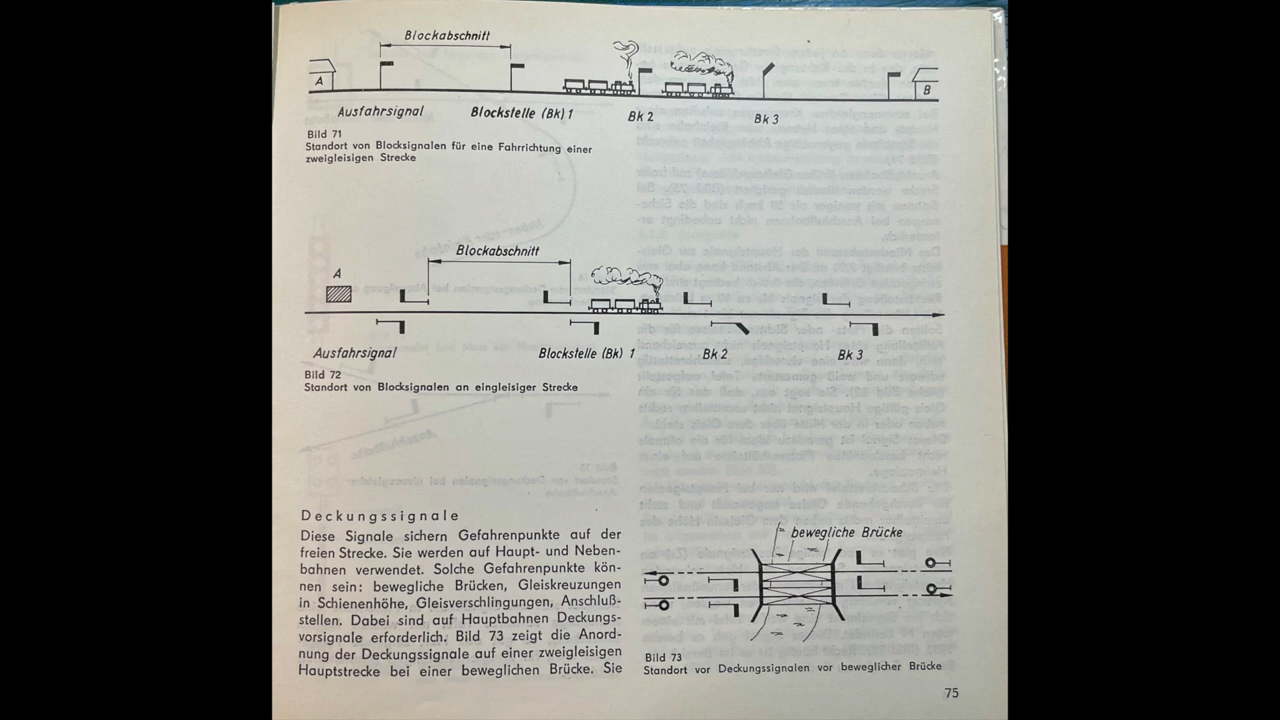 Blockabschnitt
A
B
Ausfahrsignal
Blockstelle (Bk) 1
Bk 2
Bk 3
Bild 71
Standort von Blocksignalen für eine Fahrrichtung einer
zweigleisigen Strecke
Blockabschnitt
A
Ausfahrsignal
Blockstelle (Bk) 1
Bk 2
Bk 3
Bild 72
Standort von Blocksignalen an eingleisiger Strecke
Deckungssignale
Diese Signale sichern Gefahrenpunkte auf der
freien Strecke. Sie werden auf Haupt- und Neben-
bahnen verwendet. Solche Gefahrenpunkte kön-
nen sein: bewegliche Brücken, Gleiskreuzungen
in Schienenhöhe, Gleisverschlingungen, Anschluß-
stellen. Dabei sind auf Hauptbahnen Deckungs-
vorsignale erforderlich. Bild 73 zeigt die Anord-
nung der Deckungssignale auf einer zweigleisigen
Hauptstrecke bei einer beweglichen Brücke. Sie
bewegliche Brücke
Bild 73
Standort vor Deckungssignalen vor beweglicher Brücke
75